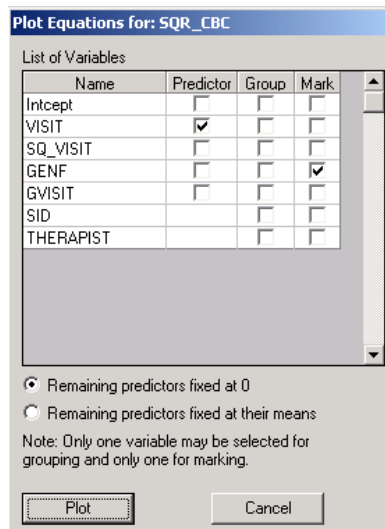 Plot Equations for: SQR_CBC
List of Variables
Name Predictor Group Mark
Intcept
VISIT
SQ_VISIT
GENF
GVISIT
SID
THERAPIST
Remaining predictors fixed at 0
Remaining predictors fixed at their means
Note: Only one variable may be selected for
grouping and only one for marking.
Plot Cancel